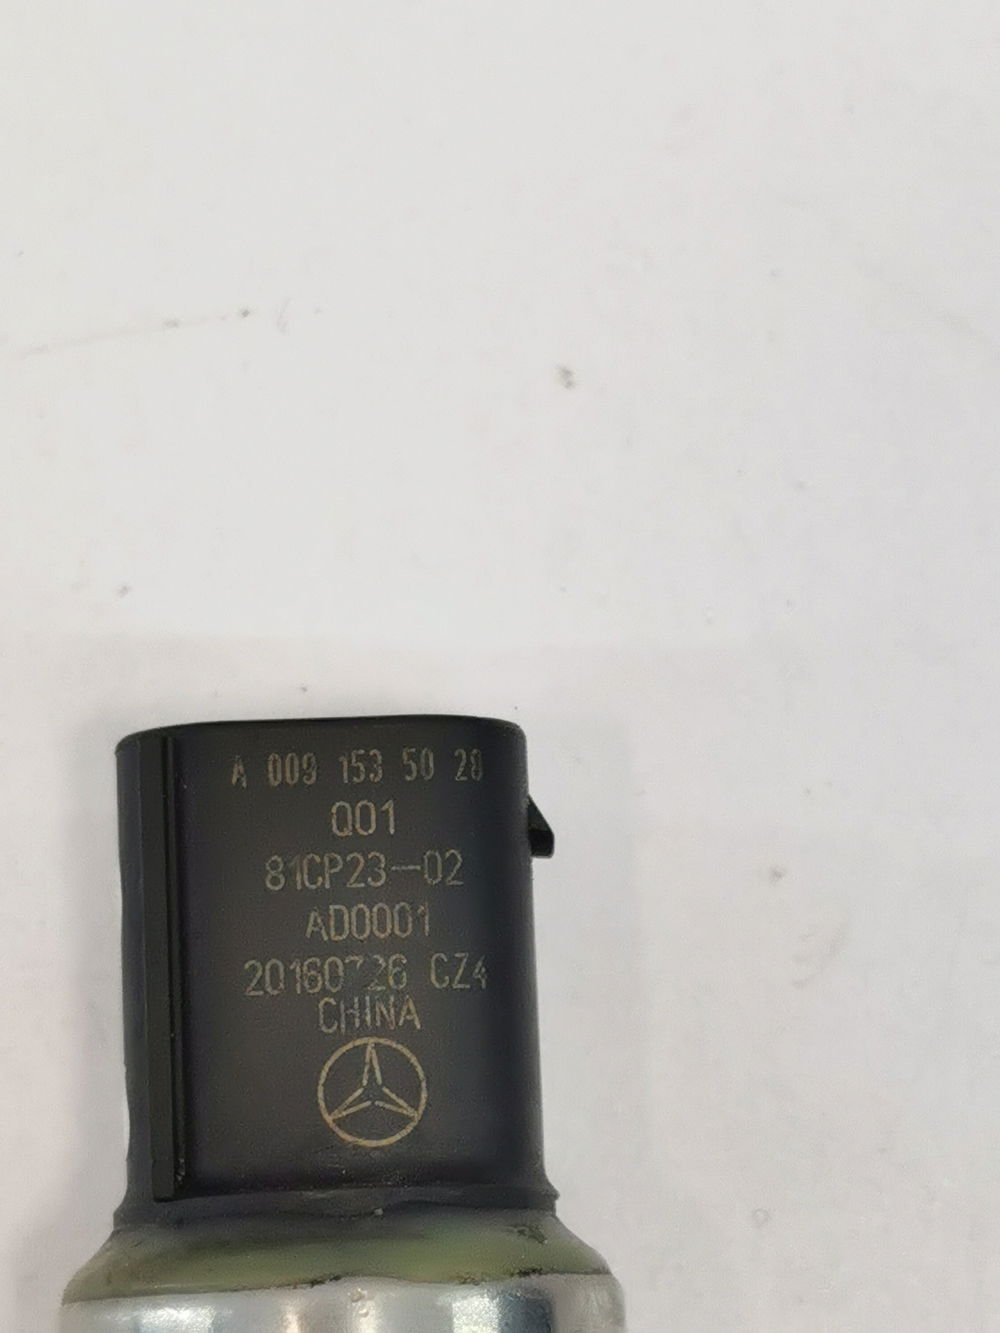 A 009 153 50 28
Q01
81CP23-02
AD0001
20160726 CZ4
CHINA